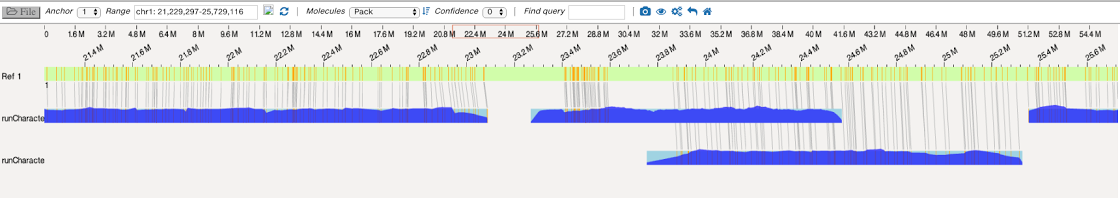 File Anchor 1 Range chr1: 21,229,297-25,729,116 Molecules Pack Confidence 0 Find query
0 1.6 M 3.2 M 4.8 M 6.4 M 8 M 9.6 M 11.2 M 12.8 M 14.4 M 16 M 17.6 M 19.2 M 20.8 M 22.4 M 24 M 25.6 M 27.2 M 28.8 M 30.4 M 32 M 33.6 M 35.2 M 36.8 M 38.4 M 40 M 41.6 M 43.2 M 44.8 M 46.4 M 48 M 49.6 M 51.2 M 52.8 M 54.4 M
21.4 M 21.6 M 21.8 M 22 M 22.2 M 22.4 M 22.6 M 22.8 M 23 M 23.2 M 23.4 M 23.6 M 23.8 M 24 M 24.2 M 24.4 M 24.6 M 24.8 M 25 M 25.2 M 25.4 M 25.6 M
Ref 1
1
runCharacte
runCharacte